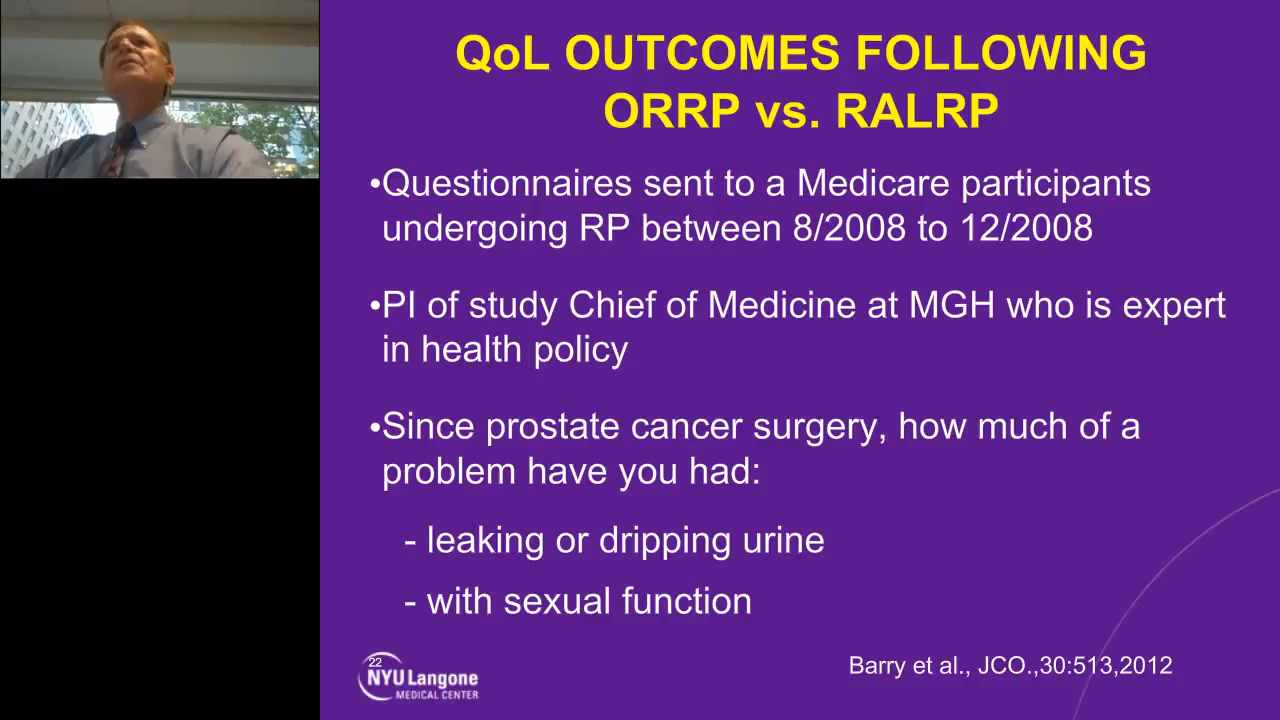 QoL OUTCOMES FOLLOWING
ORRP vs. RALRP
•Questionnaires sent to a Medicare participants
undergoing RP between 8/2008 to 12/2008
•PI of study Chief of Medicine at MGH who is expert
in health policy
•Since prostate cancer surgery, how much of a
problem have you had:
- leaking or dripping urine
- with sexual function
22
NYU Langone
MEDICAL CENTER
Barry et al., JCO.,30:513,2012